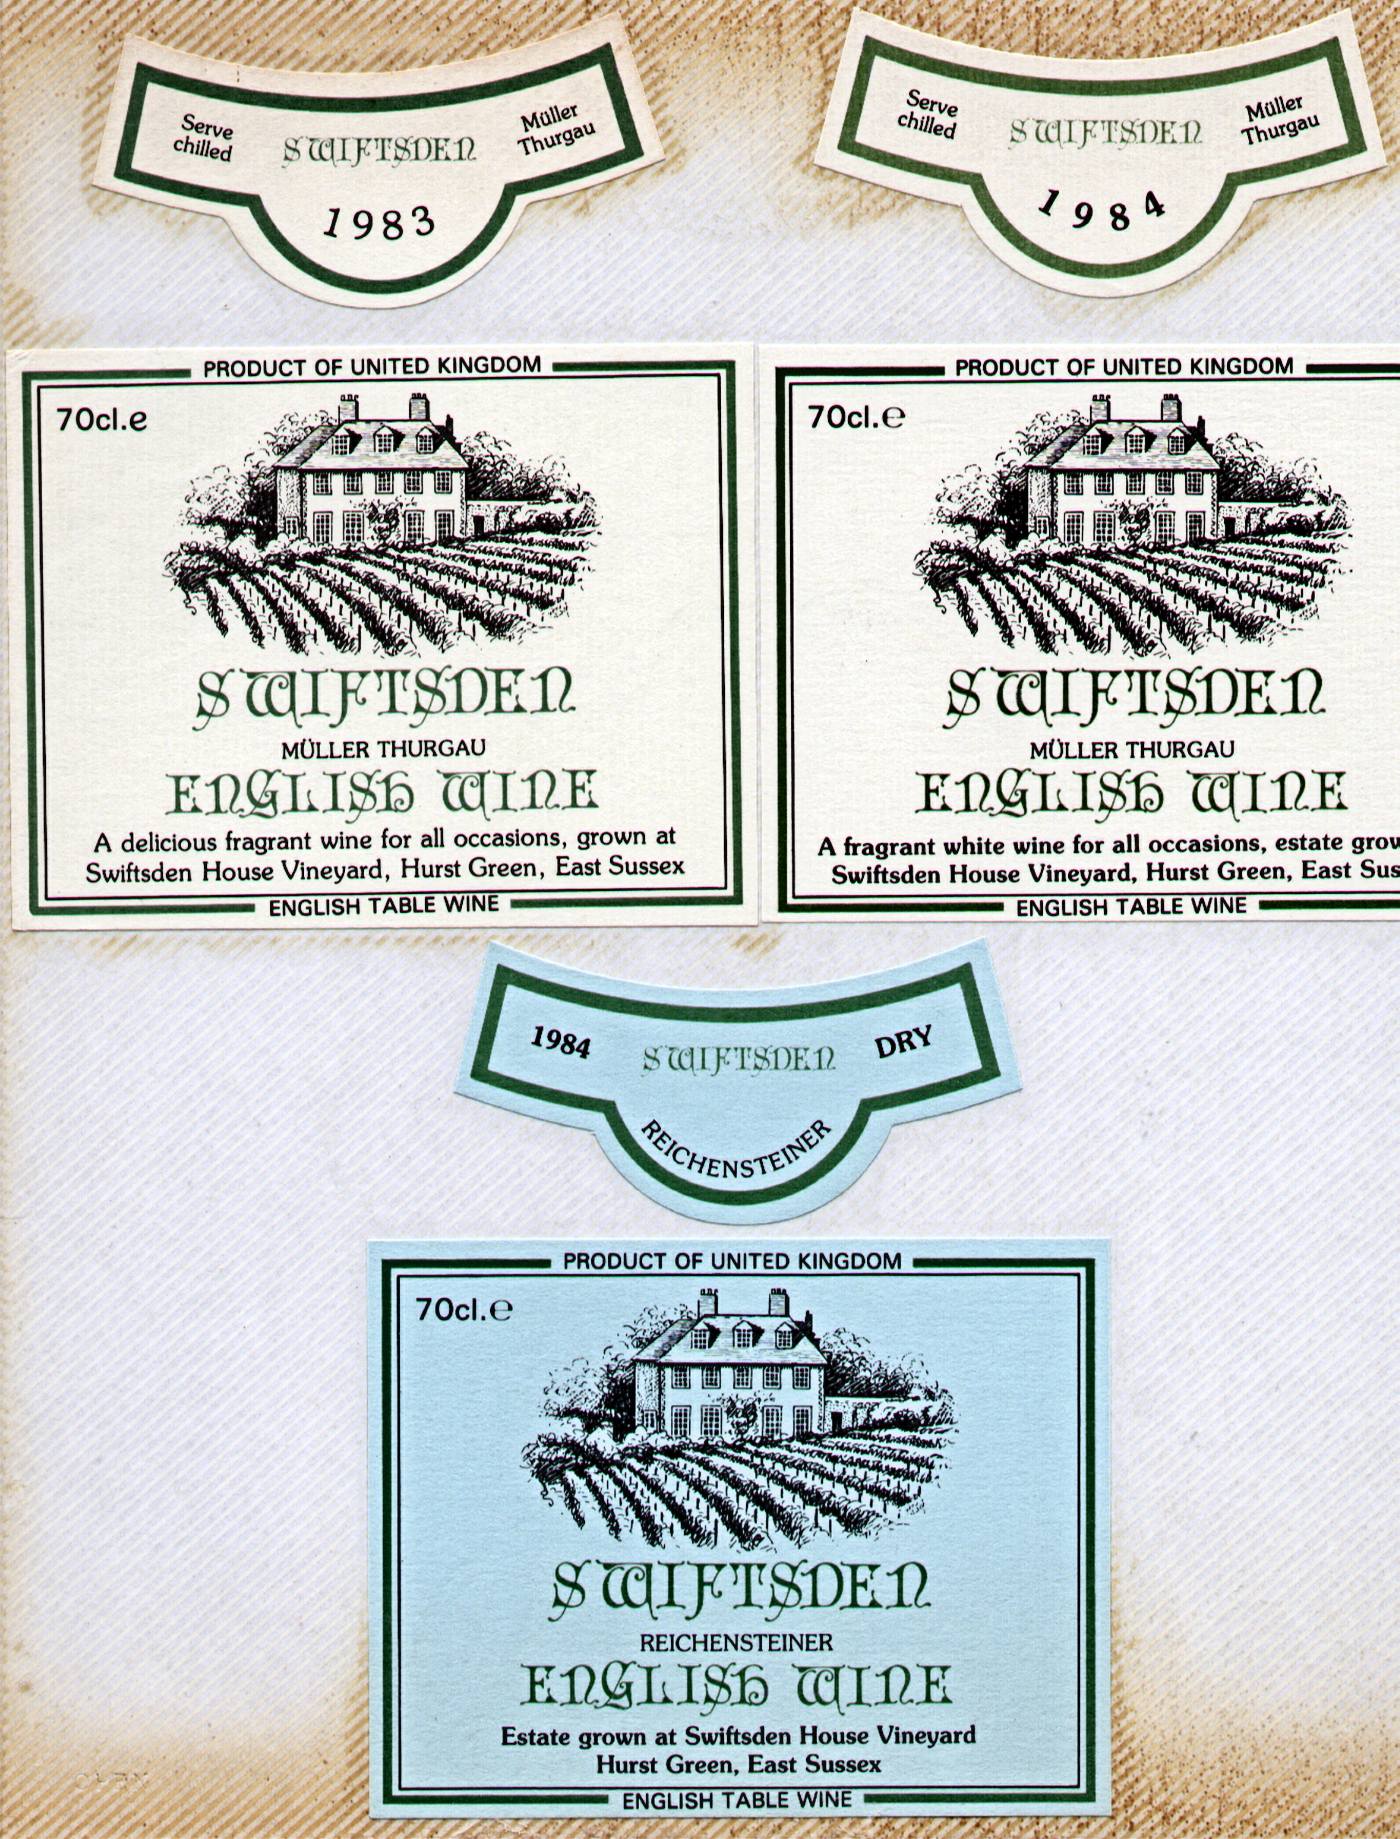 Serve
chilled
SWIFTSDEN
Müller
Thurgau
1983
Serve
chilled
SWIFTSDEN
Müller
Thurgau
1984
PRODUCT OF UNITED KINGDOM
70cl.e
SWIFTSDEN
MÜLLER THURGAU
ENGLISH WINE
A delicious fragrant wine for all occasions, grown at
Swiftsden House Vineyard, Hurst Green, East Sussex
ENGLISH TABLE WINE
PRODUCT OF UNITED KINGDOM
70cl.℮
SWIFTSDEN
MÜLLER THURGAU
ENGLISH WINE
A fragrant white wine for all occasions, estate grow
Swiftsden House Vineyard, Hurst Green, East Sus
ENGLISH TABLE WINE
1984
SWIFTSDEN
DRY
REICHENSTEINER
PRODUCT OF UNITED KINGDOM
70cl.℮
SWIFTSDEN
REICHENSTEINER
ENGLISH WINE
Estate grown at Swiftsden House Vineyard
Hurst Green, East Sussex
ENGLISH TABLE WINE